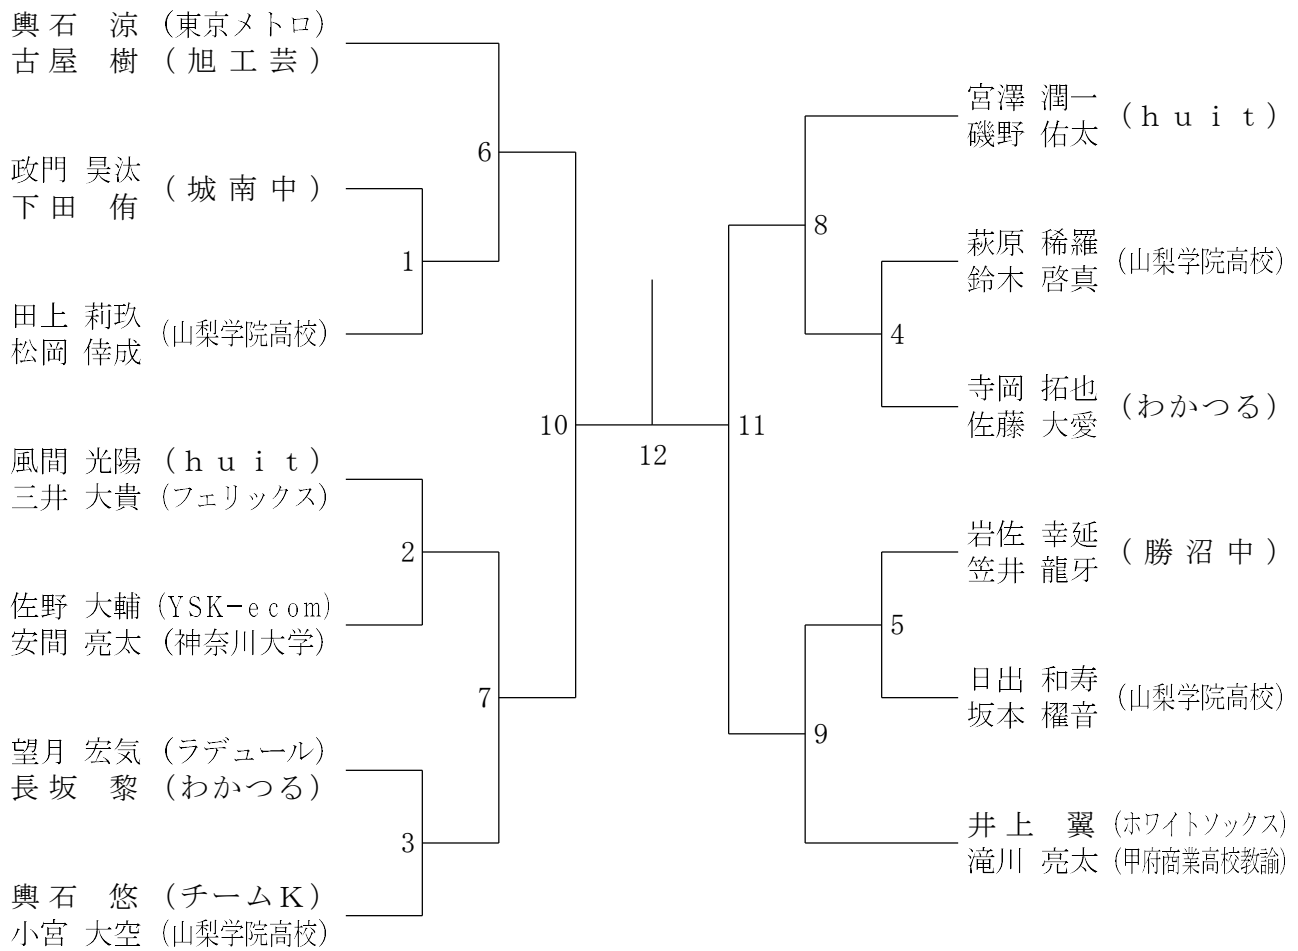 輿石 涼 (東京メトロ)
古屋 樹 (旭工芸)
政門 昊汰 (城南中)
下田 侑
田上 莉玖 (山梨学院高校)
松岡 倖成
風間 光陽 (huit)
三井 大貴 (フェリックス)
佐野 大輔 (YSK-ecom)
安間 亮太 (神奈川大学)
望月 宏気 (ラデュール)
長坂 黎 (わかつる)
輿石 悠 (チームK)
小宮 大空 (山梨学院高校)
6
1
10
2
7
3
12
8
11
4
5
9
宮澤 潤一 (huit)
磯野 佑太
萩原 稀羅 (山梨学院高校)
鈴木 啓真
寺岡 拓也 (わかつる)
佐藤 大愛
岩佐 幸延 (勝沼中)
笠井 龍牙
日出 和寿 (山梨学院高校)
坂本 櫂音
井上 翼 (ホワイトソックス)
滝川 亮太 (甲府商業高校教諭)